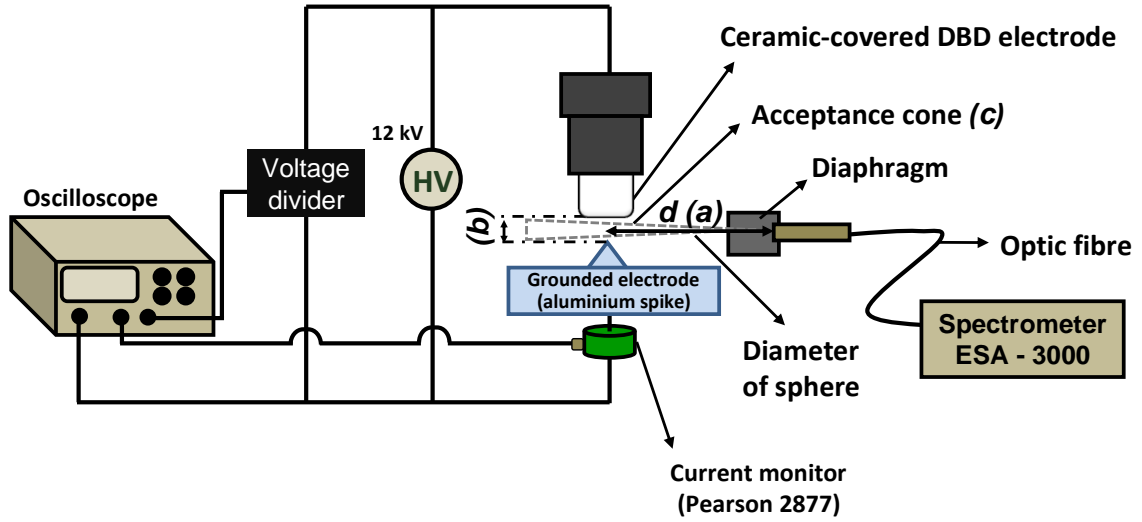 Ceramic-covered DBD electrode
Acceptance cone (c)
12 kV
Diaphragm
Voltage
divider
HV
Oscilloscope
d (a)
(b)
Optic fibre
Grounded electrode
(aluminium spike)
Spectrometer
ESA - 3000
Diameter
of sphere
Current monitor
(Pearson 2877)